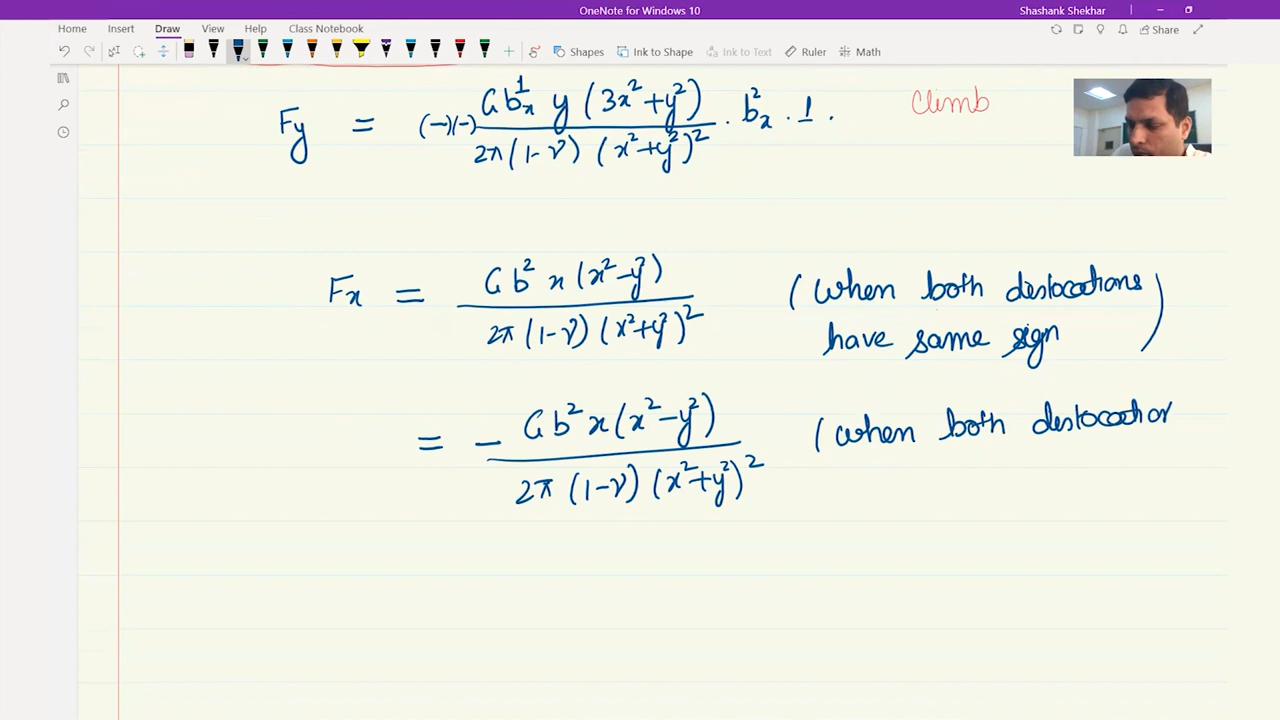 OneNote for Windows 10
Shashank Shekhar
Home Insert Draw View Help Class Notebook
Share
Shapes Ink to Shape Ink to Text Ruler Math
Fy = (-)(-) G b¹ₓ y (3x²+y²) / 2π(1-ν) (x²+y²)² . b²ₓ . 1 . climb
Fx = G b² x (x²-y²) / 2π (1-ν) (x²+y²)² (when both dislocations
have same sign)
= - G b² x (x²-y²) / 2π (1-ν) (x²+y²)² (when both dislocation